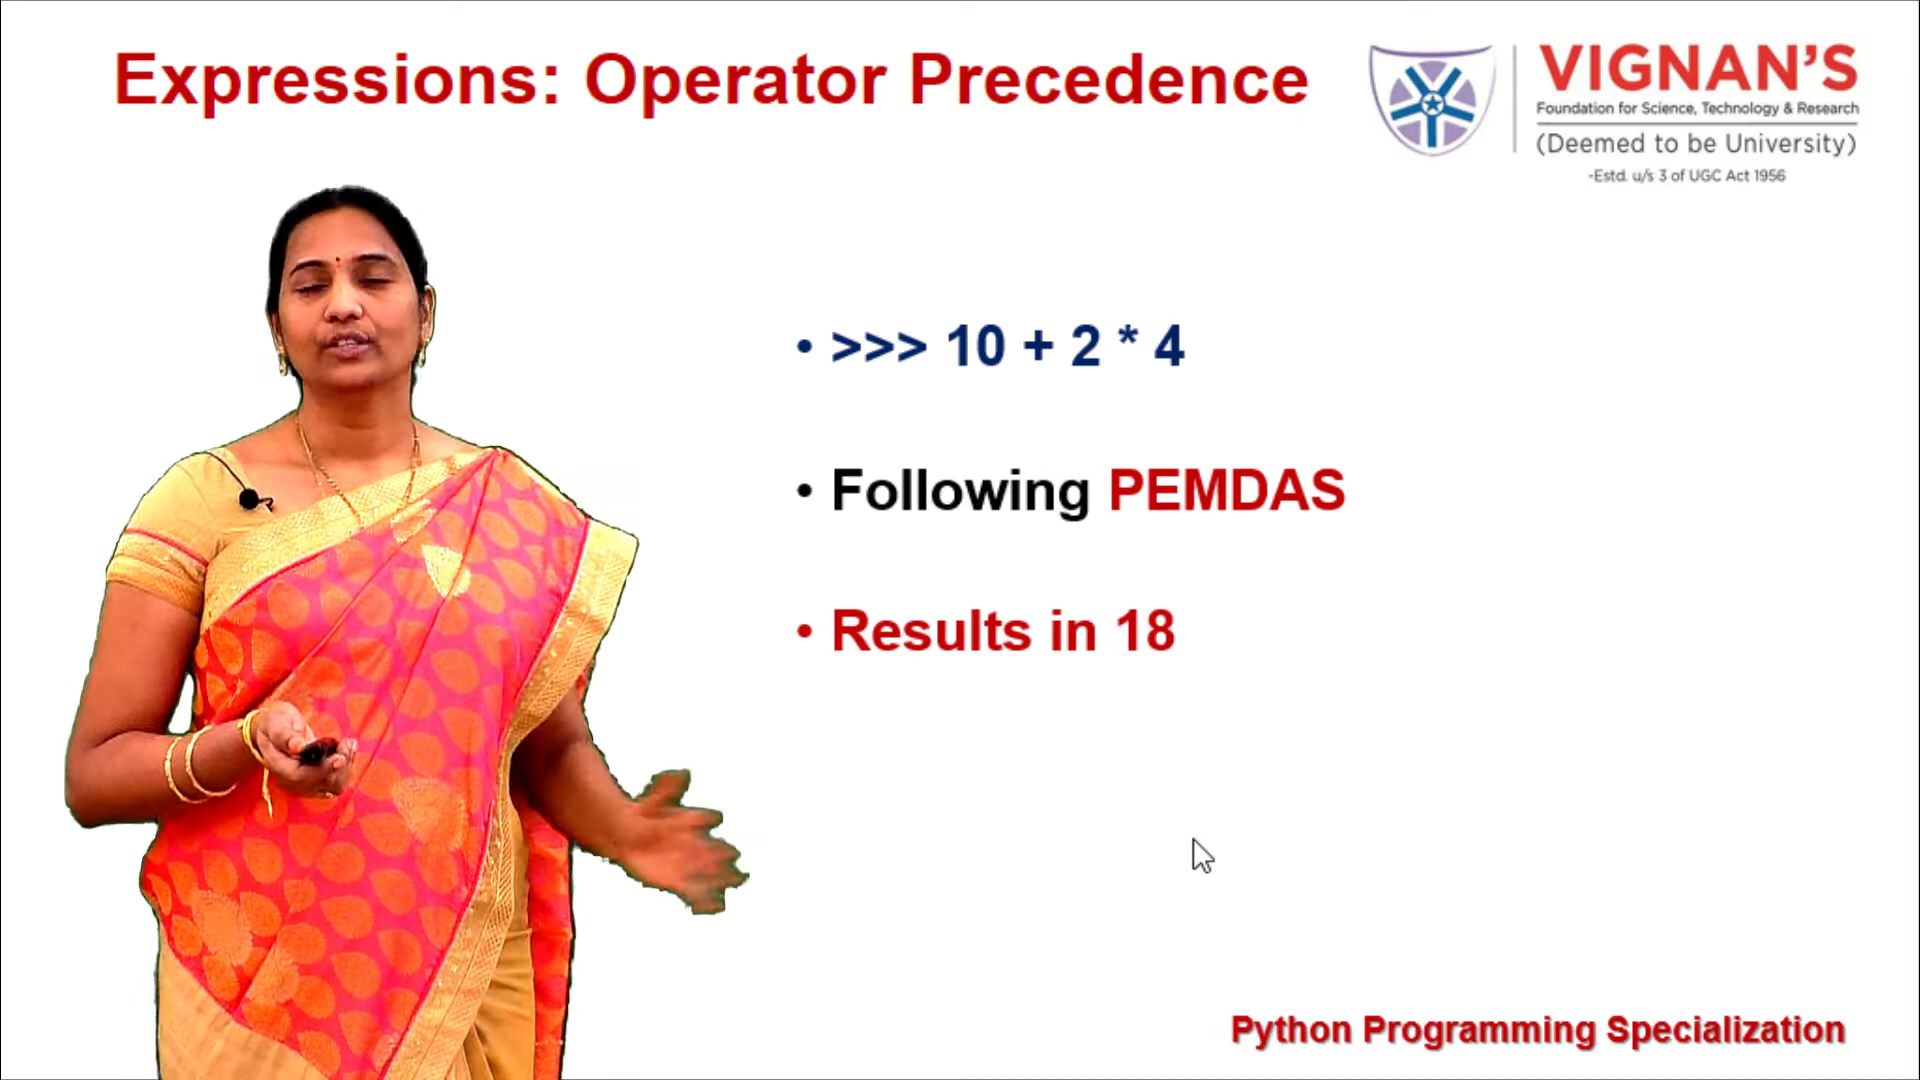 Expressions: Operator Precedence
VIGNAN'S
Foundation for Science, Technology & Research
(Deemed to be University)
-Estd. u/s 3 of UGC Act 1956
• >>> 10 + 2 * 4
• Following PEMDAS
• Results in 18
Python Programming Specialization